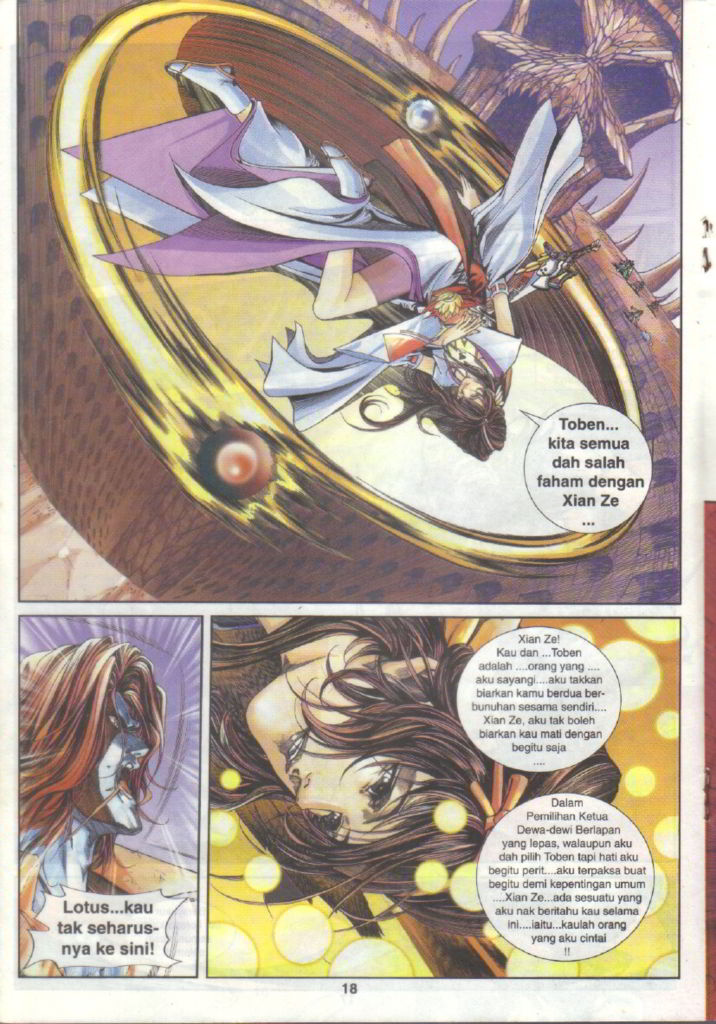 Toben...
kita semua
dah salah
faham dengan
Xian Ze
...
Lotus...kau
tak seharus-
nya ke sini!
Xian Ze!
Kau dan ...Toben
adalah ....orang yang ....
aku sayangi....aku takkan
biarkan kamu berdua ber-
bunuhan sesama sendiri....
Xian Ze, aku tak boleh
biarkan kau mati dengan
begitu saja
....
Dalam
Pemilihan Ketua
Dewa-dewi Berlapan
yang lepas, walaupun aku
dah pilih Toben tapi hati aku
begitu perit....aku terpaksa buat
begitu demi kepentingan umum
....Xian Ze...ada sesuatu yang
aku nak beritahu kau selama
ini....iaitu...kaulah orang
yang aku cintai
!!
18